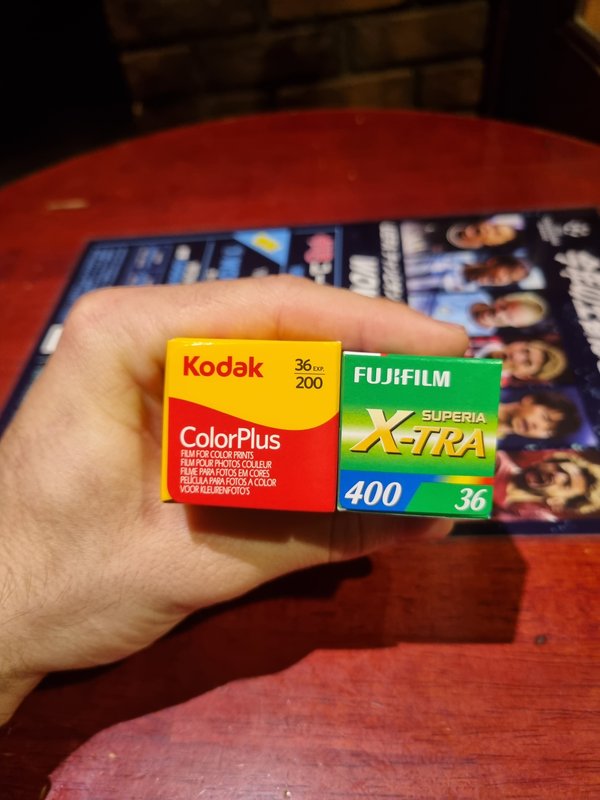 Kodak
36 EXP.
200
ColorPlus
FILM FOR COLOR PRINTS
FILM POUR PHOTOS COULEUR
FILME PARA FOTOS EM CORES
PELÍCULA PARA FOTOS A COLOR
VOOR KLEURENFOTO'S
FUJIFILM
SUPERIA
X-TRA
400
36